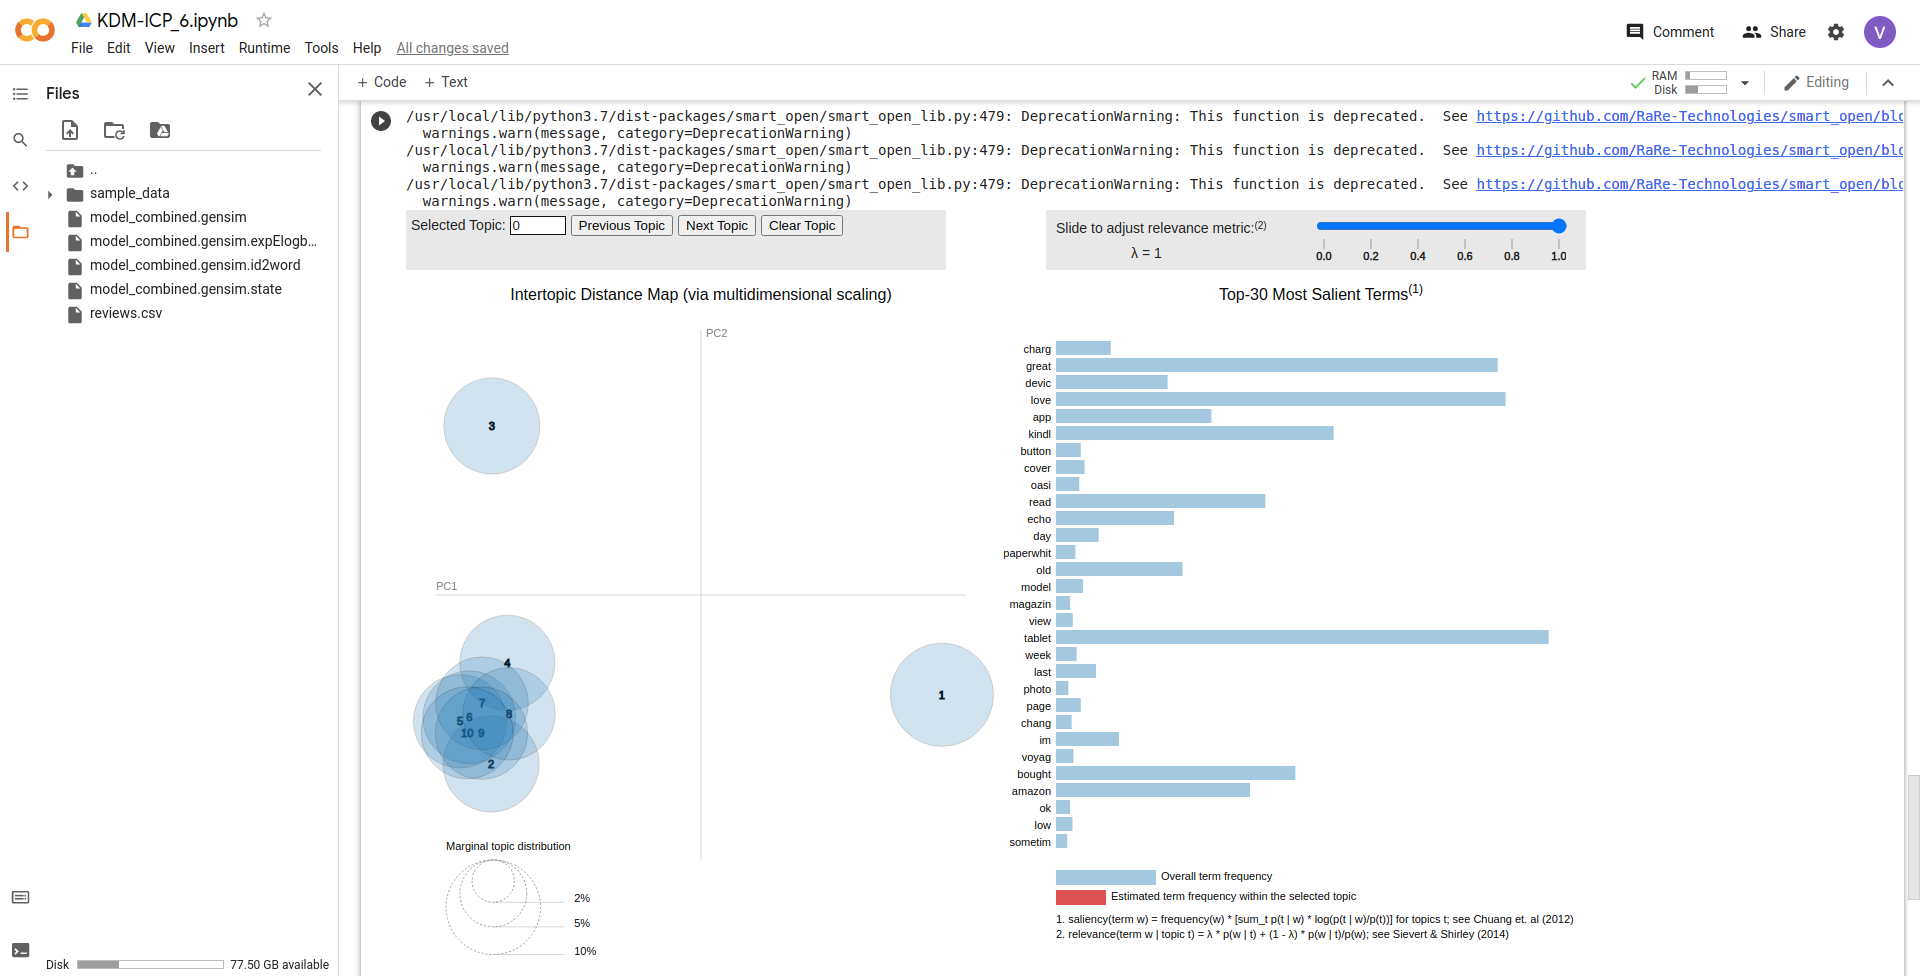 KDM-ICP_6.ipynb
File Edit View Insert Runtime Tools Help All changes saved
Comment Share V
Files
+ Code + Text
RAM
Disk
Editing
..
sample_data
model_combined.gensim
model_combined.gensim.expElogb...
model_combined.gensim.id2word
model_combined.gensim.state
reviews.csv
Disk 77.50 GB available
/usr/local/lib/python3.7/dist-packages/smart_open/smart_open_lib.py:479: DeprecationWarning: This function is deprecated.  See https://github.com/RaRe-Technologies/smart_open/blo
warnings.warn(message, category=DeprecationWarning)
/usr/local/lib/python3.7/dist-packages/smart_open/smart_open_lib.py:479: DeprecationWarning: This function is deprecated.  See https://github.com/RaRe-Technologies/smart_open/blo
warnings.warn(message, category=DeprecationWarning)
/usr/local/lib/python3.7/dist-packages/smart_open/smart_open_lib.py:479: DeprecationWarning: This function is deprecated.  See https://github.com/RaRe-Technologies/smart_open/blo
warnings.warn(message, category=DeprecationWarning)
Selected Topic: 0 Previous Topic Next Topic Clear Topic
Slide to adjust relevance metric:(2)
λ = 1
0.0 0.2 0.4 0.6 0.8 1.0
Intertopic Distance Map (via multidimensional scaling)
PC2
3
PC1
4
7
8
5 6
10 9
2
1
Marginal topic distribution
2%
5%
10%
Top-30 Most Salient Terms(1)
charg
great
devic
love
app
kindl
button
cover
oasi
read
echo
day
paperwhit
old
model
magazin
view
tablet
week
last
photo
page
chang
im
voyag
bought
amazon
ok
low
sometim
Overall term frequency
Estimated term frequency within the selected topic
1. saliency(term w) = frequency(w) * [sum_t p(t | w) * log(p(t | w)/p(t))] for topics t; see Chuang et. al (2012)
2. relevance(term w | topic t) = λ * p(w | t) + (1 - λ) * p(w | t)/p(w); see Sievert & Shirley (2014)